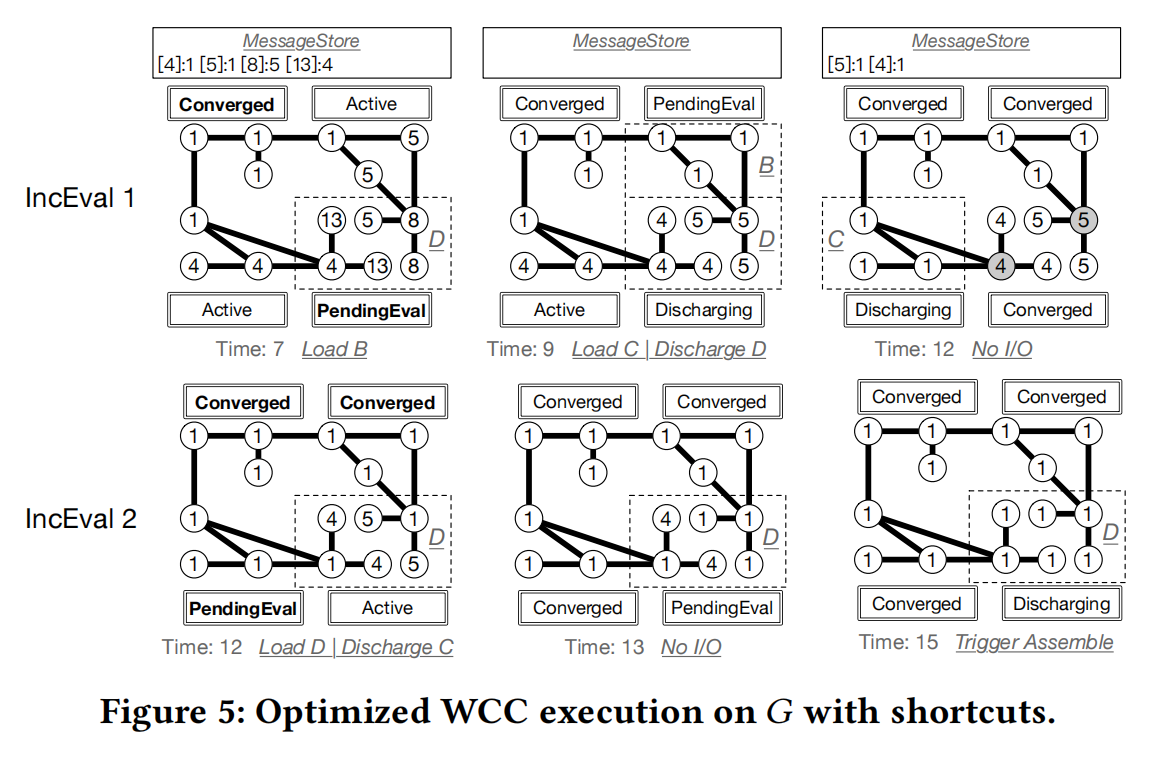 MessageStore MessageStore MessageStore
[4]:1 [5]:1 [8]:5 [13]:4 [5]:1 [4]:1
Converged Active Converged PendingEval Converged Converged
1 1 1 5 1 1 1 1 1 1 1 1
1 5 1 1 B 1 1
IncEval 1
1 13 5 8 1 4 5 5 1 4 5 5
D D C
4 4 4 13 8 4 4 4 4 5 1 1 4 4 5
Active PendingEval Active Discharging Discharging Converged
Time: 7 Load B Time: 9 Load C | Discharge D Time: 12 No I/O
Converged Converged Converged Converged Converged Converged
1 1 1 1 1 1 1 1 1 1 1 1
1 1 1 1 1 1
IncEval 2
1 4 5 1 1 4 1 1 1 1 1 1
D D D
1 1 1 4 5 1 1 1 4 1 1 1 1 1 1
PendingEval Active Converged PendingEval Converged Discharging
Time: 12 Load D | Discharge C Time: 13 No I/O Time: 15 Trigger Assemble
Figure 5: Optimized WCC execution on G with shortcuts.